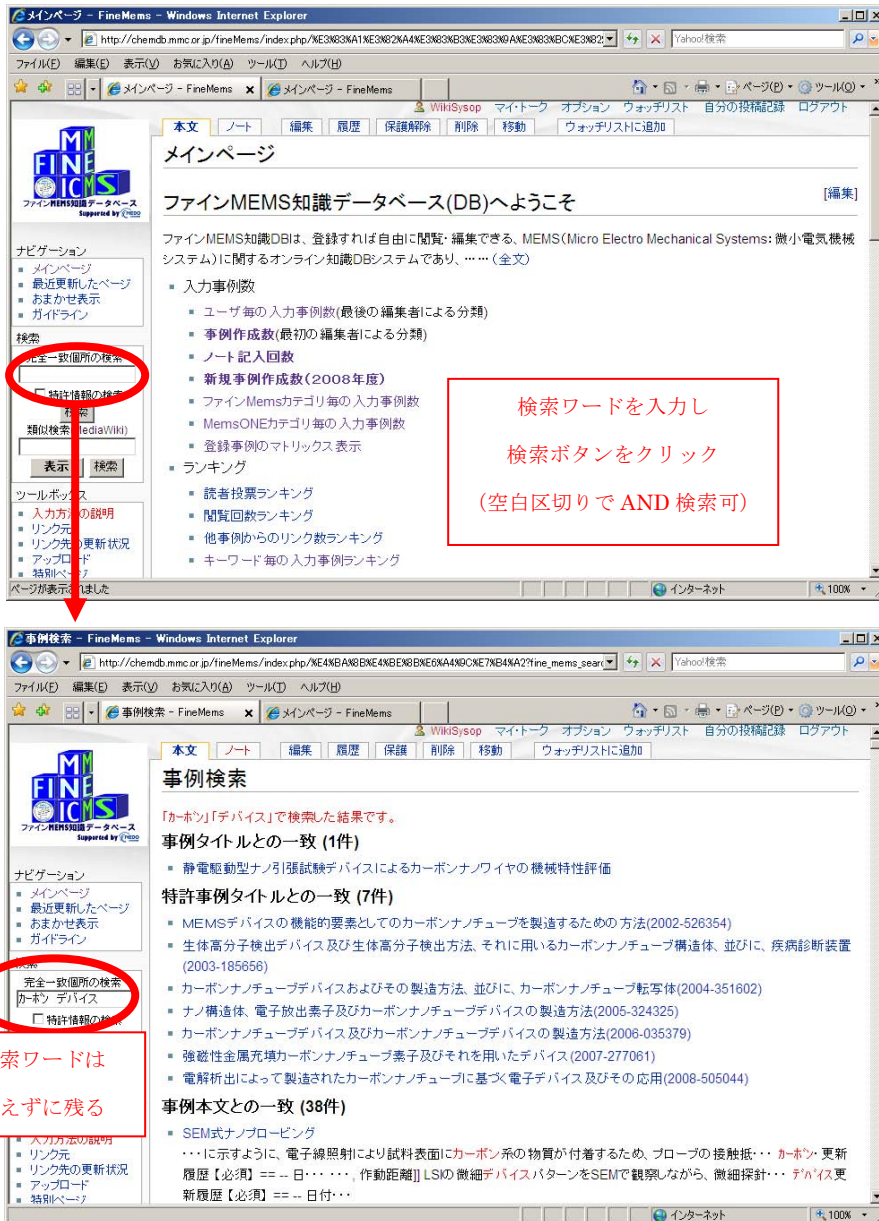 メインページ - FineMems - Windows Internet Explorer
http://chemdb.mmc.or.jp/fineMems/index.php/%E3%83%A1%E3%82%A4%E3%83%B3%E3%83%9A%E3%83%BC%E3%82
Yahoo!検索
ファイル(F) 編集(E) 表示(V) お気に入り(A) ツール(T) ヘルプ(H)
メインページ - FineMems
メインページ - FineMems
ページ(P) ツール(O)
WikiSysop マイ・トーク オプション ウォッチリスト 自分の投稿記録 ログアウト
本文 ノート 編集 履歴 保護解除 削除 移動 ウォッチリストに追加
MM
FINE
ICMS
ファインMEMS知識データベース
Supported by NEDO
メインページ
ファインMEMS知識データベース(DB)へようこそ
[編集]
ファインMEMS知識DBは、登録すれば自由に閲覧・編集できる、MEMS(Micro Electro Mechanical Systems:微小電気機械
システム)に関するオンライン知識DBシステムであり、……(全文)
ナビゲーション
メインページ
最近更新したページ
おまかせ表示
ガイドライン
検索
完全一致個所の検索
特許情報の検索
検索
類似検索(MediaWiki)
表示 検索
ツールボックス
入力方法の説明
リンク元
リンク先の更新状況
アップロード
特別ページ
入力事例数
ユーザ毎の入力事例数(最後の編集者による分類)
事例作成数(最初の編集者による分類)
ノート記入回数
新規事例作成数(2008年度)
ファインMemsカテゴリ毎の入力事例数
MemsONEカテゴリ毎の入力事例数
登録事例のマトリックス表示
ランキング
読者投票ランキング
閲覧回数ランキング
他事例からのリンク数ランキング
キーワード毎の入力事例ランキング
検索ワードを入力し
検索ボタンをクリック
(空白区切りで AND 検索可)
ページが表示されました
インターネット
100%
事例検索 - FineMems - Windows Internet Explorer
http://chemdb.mmc.or.jp/fineMems/index.php/%E4%BA%8B%E4%BE%8B%E6%A4%9C%E7%B4%A2?fine_mems_searc
Yahoo!検索
ファイル(F) 編集(E) 表示(V) お気に入り(A) ツール(T) ヘルプ(H)
事例検索 - FineMems
メインページ - FineMems
ページ(P) ツール(O)
WikiSysop マイ・トーク オプション ウォッチリスト 自分の投稿記録 ログアウト
本文 ノート 編集 履歴 保護 削除 移動 ウォッチリストに追加
MM
FINE
ICMS
ファインMEMS知識データベース
Supported by NEDO
ナビゲーション
メインページ
最近更新したページ
おまかせ表示
ガイドライン
検索
完全一致個所の検索
カーボン デバイス
特許情報の検索
索ワードは
えずに残る
入力方法の説明
リンク元
リンク先の更新状況
アップロード
特別ページ
事例検索
「カーボン」「デバイス」で検索した結果です。
事例タイトルとの一致 (1件)
静電駆動型ナノ引張試験デバイスによるカーボンナノワイヤの機械特性評価
特許事例タイトルとの一致 (7件)
MEMSデバイスの機能的要素としてのカーボンナノチューブを製造するための方法(2002-526354)
生体高分子検出デバイス及び生体高分子検出方法、それに用いるカーボンナノチューブ構造体、並びに、疾病診断装置
(2003-185656)
カーボンナノチューブデバイスおよびその製造方法、並びに、カーボンナノチューブ転写体(2004-351602)
ナノ構造体、電子放出素子及びカーボンナノチューブデバイスの製造方法(2005-324325)
カーボンナノチューブデバイス及びカーボンナノチューブデバイスの製造方法(2006-035379)
強磁性金属充填カーボンナノチューブ素子及びそれを用いたデバイス(2007-277061)
電解析出によって製造されたカーボンナノチューブに基づく電子デバイス及びその応用(2008-505044)
事例本文との一致 (38件)
SEM式ナノプロービング
・・・に示すように、電子線照射により試料表面にカーボン系の物質が付着するため、プローブの接触抵・・・ カーボン・更新
履歴【必須】== -- 日・・・ ・・・, 作動距離]] LSIの微細デバイスパターンをSEMで観察しながら、微細探針・・・ デバイス更
新履歴【必須】== -- 日付・・・
インターネット
100%